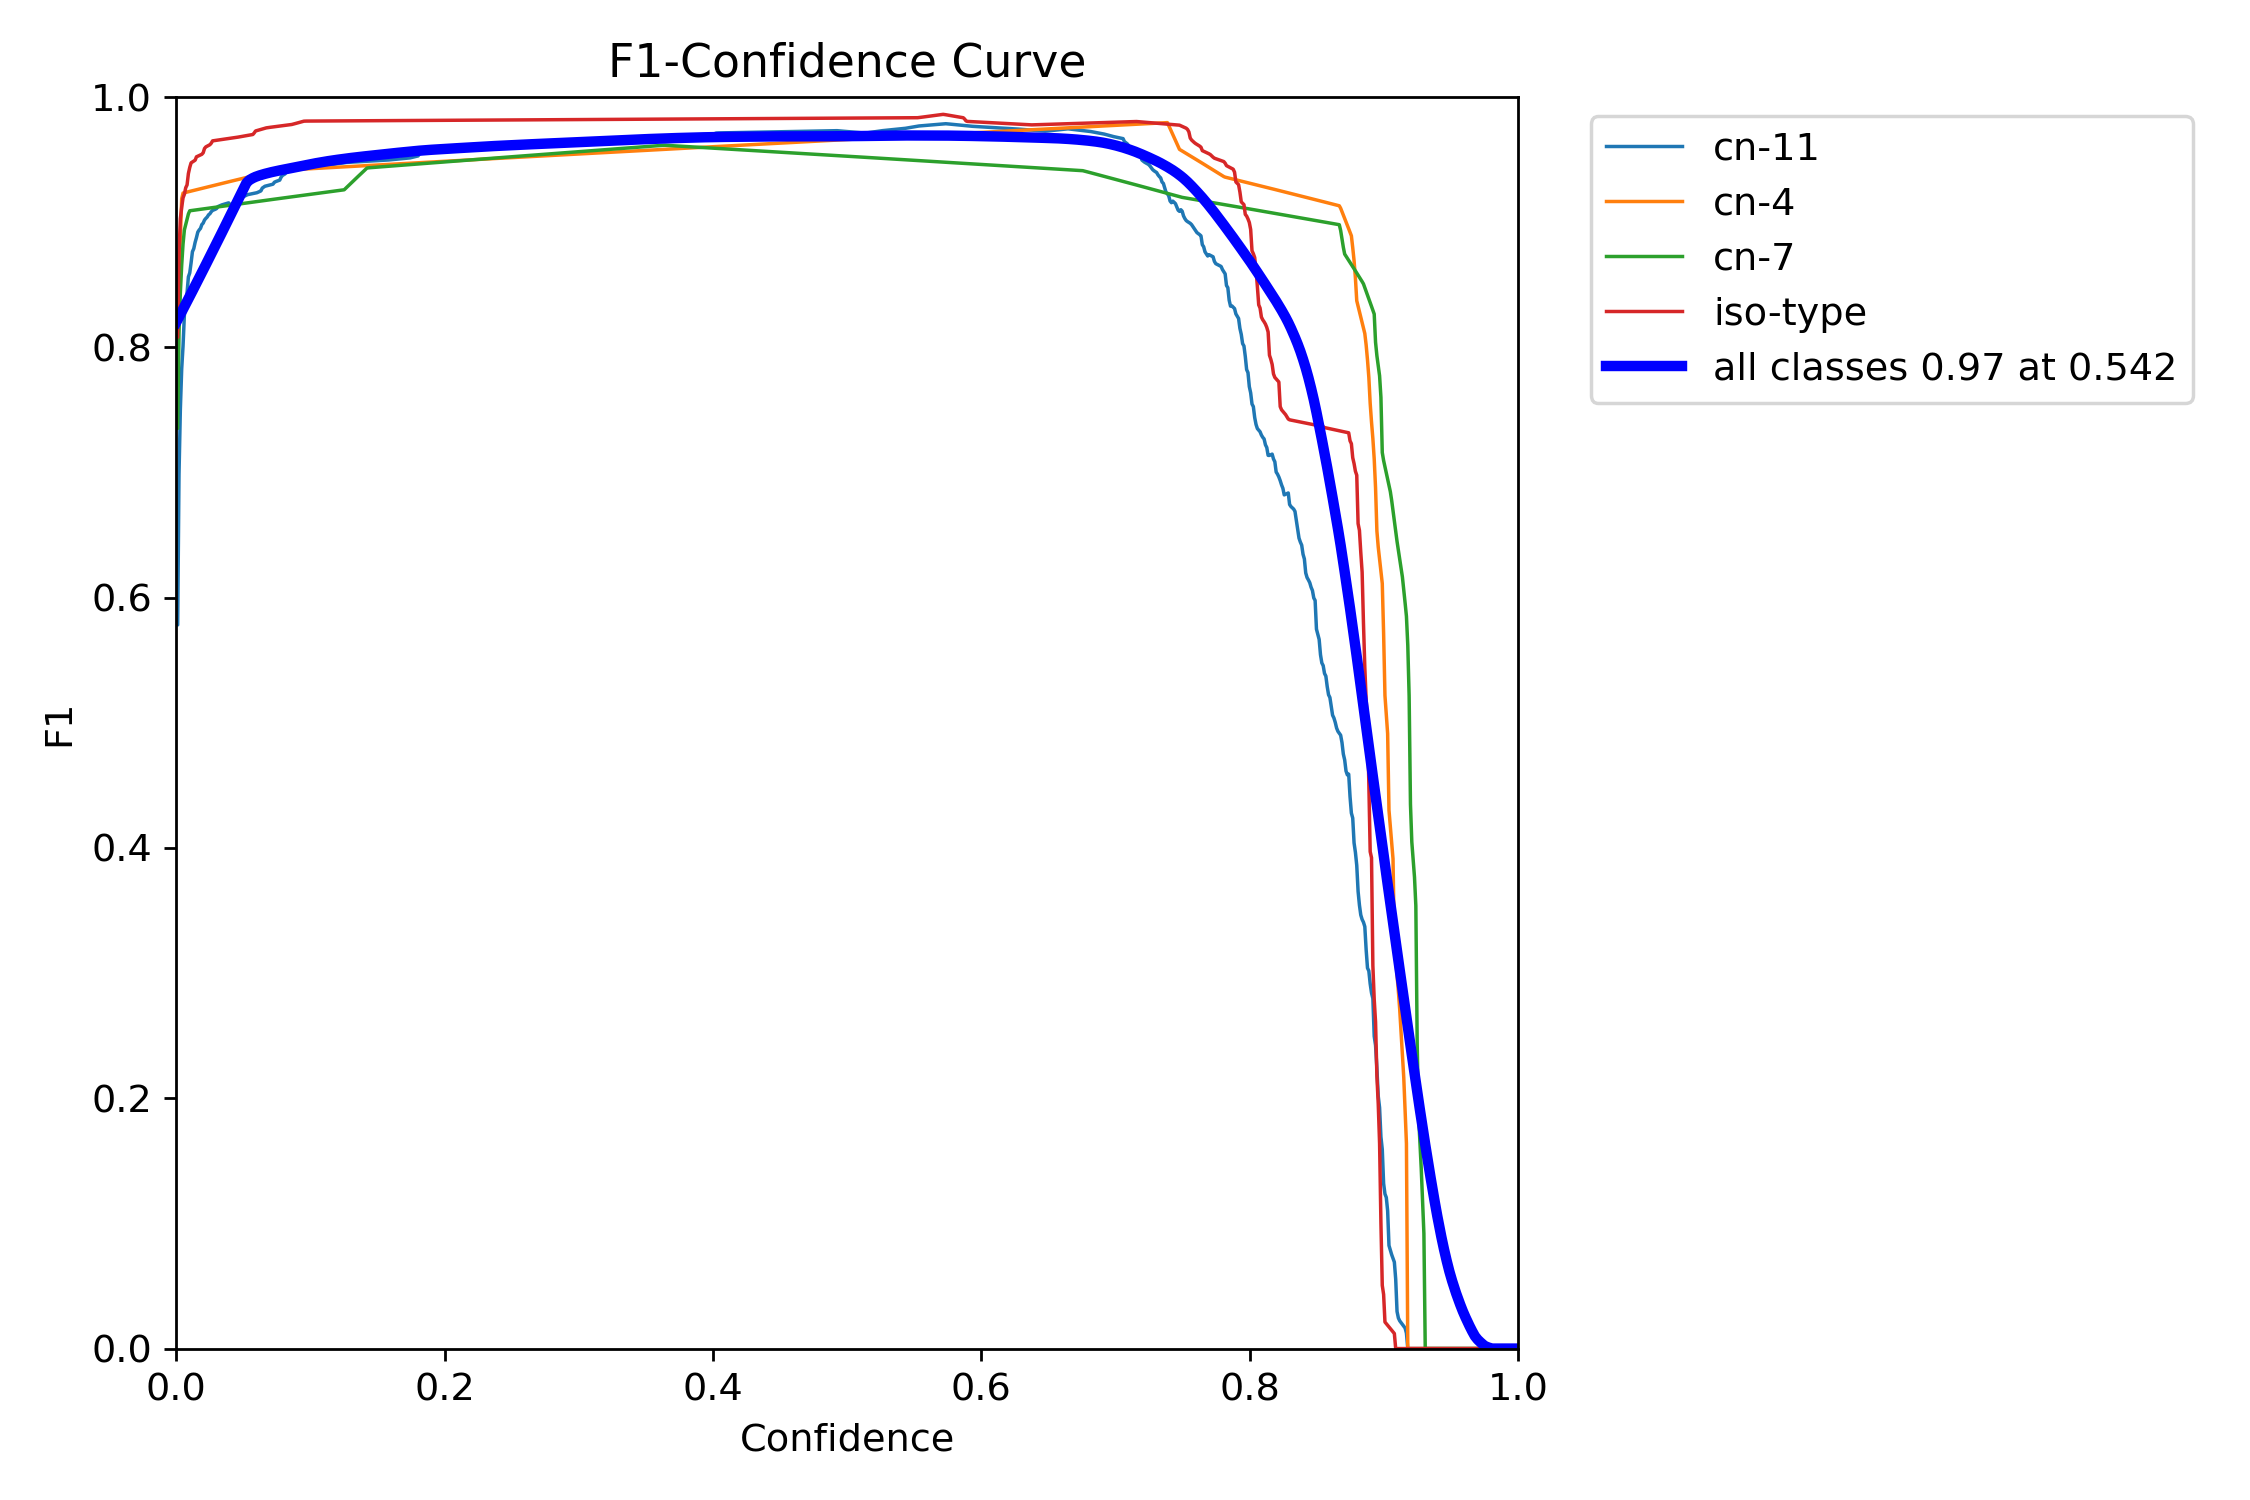 F1-Confidence Curve
1.0
0.8
0.6
0.4
0.2
0.0
F1
0.0 0.2 0.4 0.6 0.8 1.0
Confidence
cn-11
cn-4
cn-7
iso-type
all classes 0.97 at 0.542